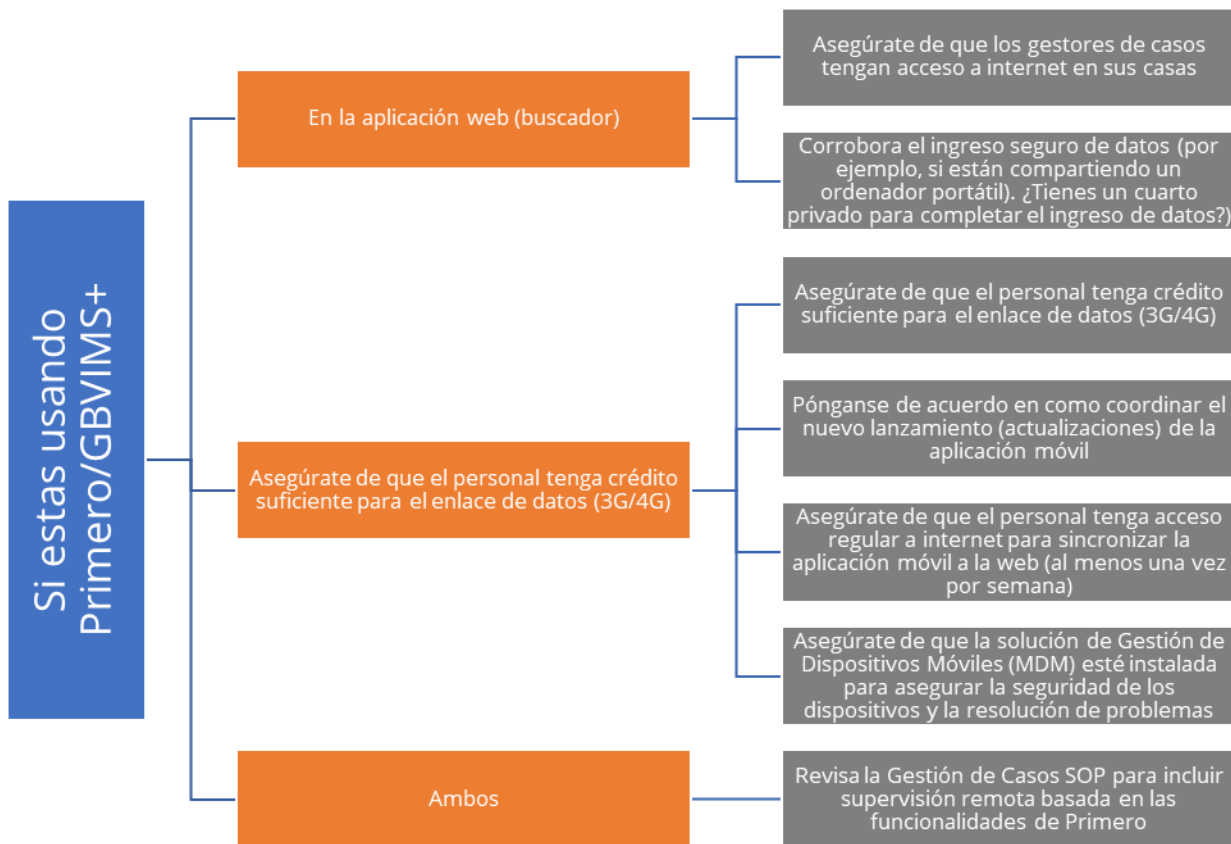 Si estas usando
Primero/GBVIMS+
En la aplicación web (buscador)
Asegúrate de que los gestores de casos
tengan acceso a internet en sus casas
Corrobora el ingreso seguro de datos (por
ejemplo, si están compartiendo un
ordenador portátil). ¿Tienes un cuarto
privado para completar el ingreso de datos?)
Asegúrate de que el personal tenga crédito
suficiente para el enlace de datos (3G/4G)
Asegúrate de que el personal tenga crédito
suficiente para el enlace de datos (3G/4G)
Pónganse de acuerdo en como coordinar el
nuevo lanzamiento (actualizaciones) de la
aplicación móvil
Asegúrate de que el personal tenga acceso
regular a internet para sincronizar la
aplicación móvil a la web (al menos una vez
por semana)
Asegúrate de que la solución de Gestión de
Dispositivos Móviles (MDM) esté instalada
para asegurar la seguridad de los
dispositivos y la resolución de problemas
Ambos
Revisa la Gestión de Casos SOP para incluir
supervisión remota basada en las
funcionalidades de Primero